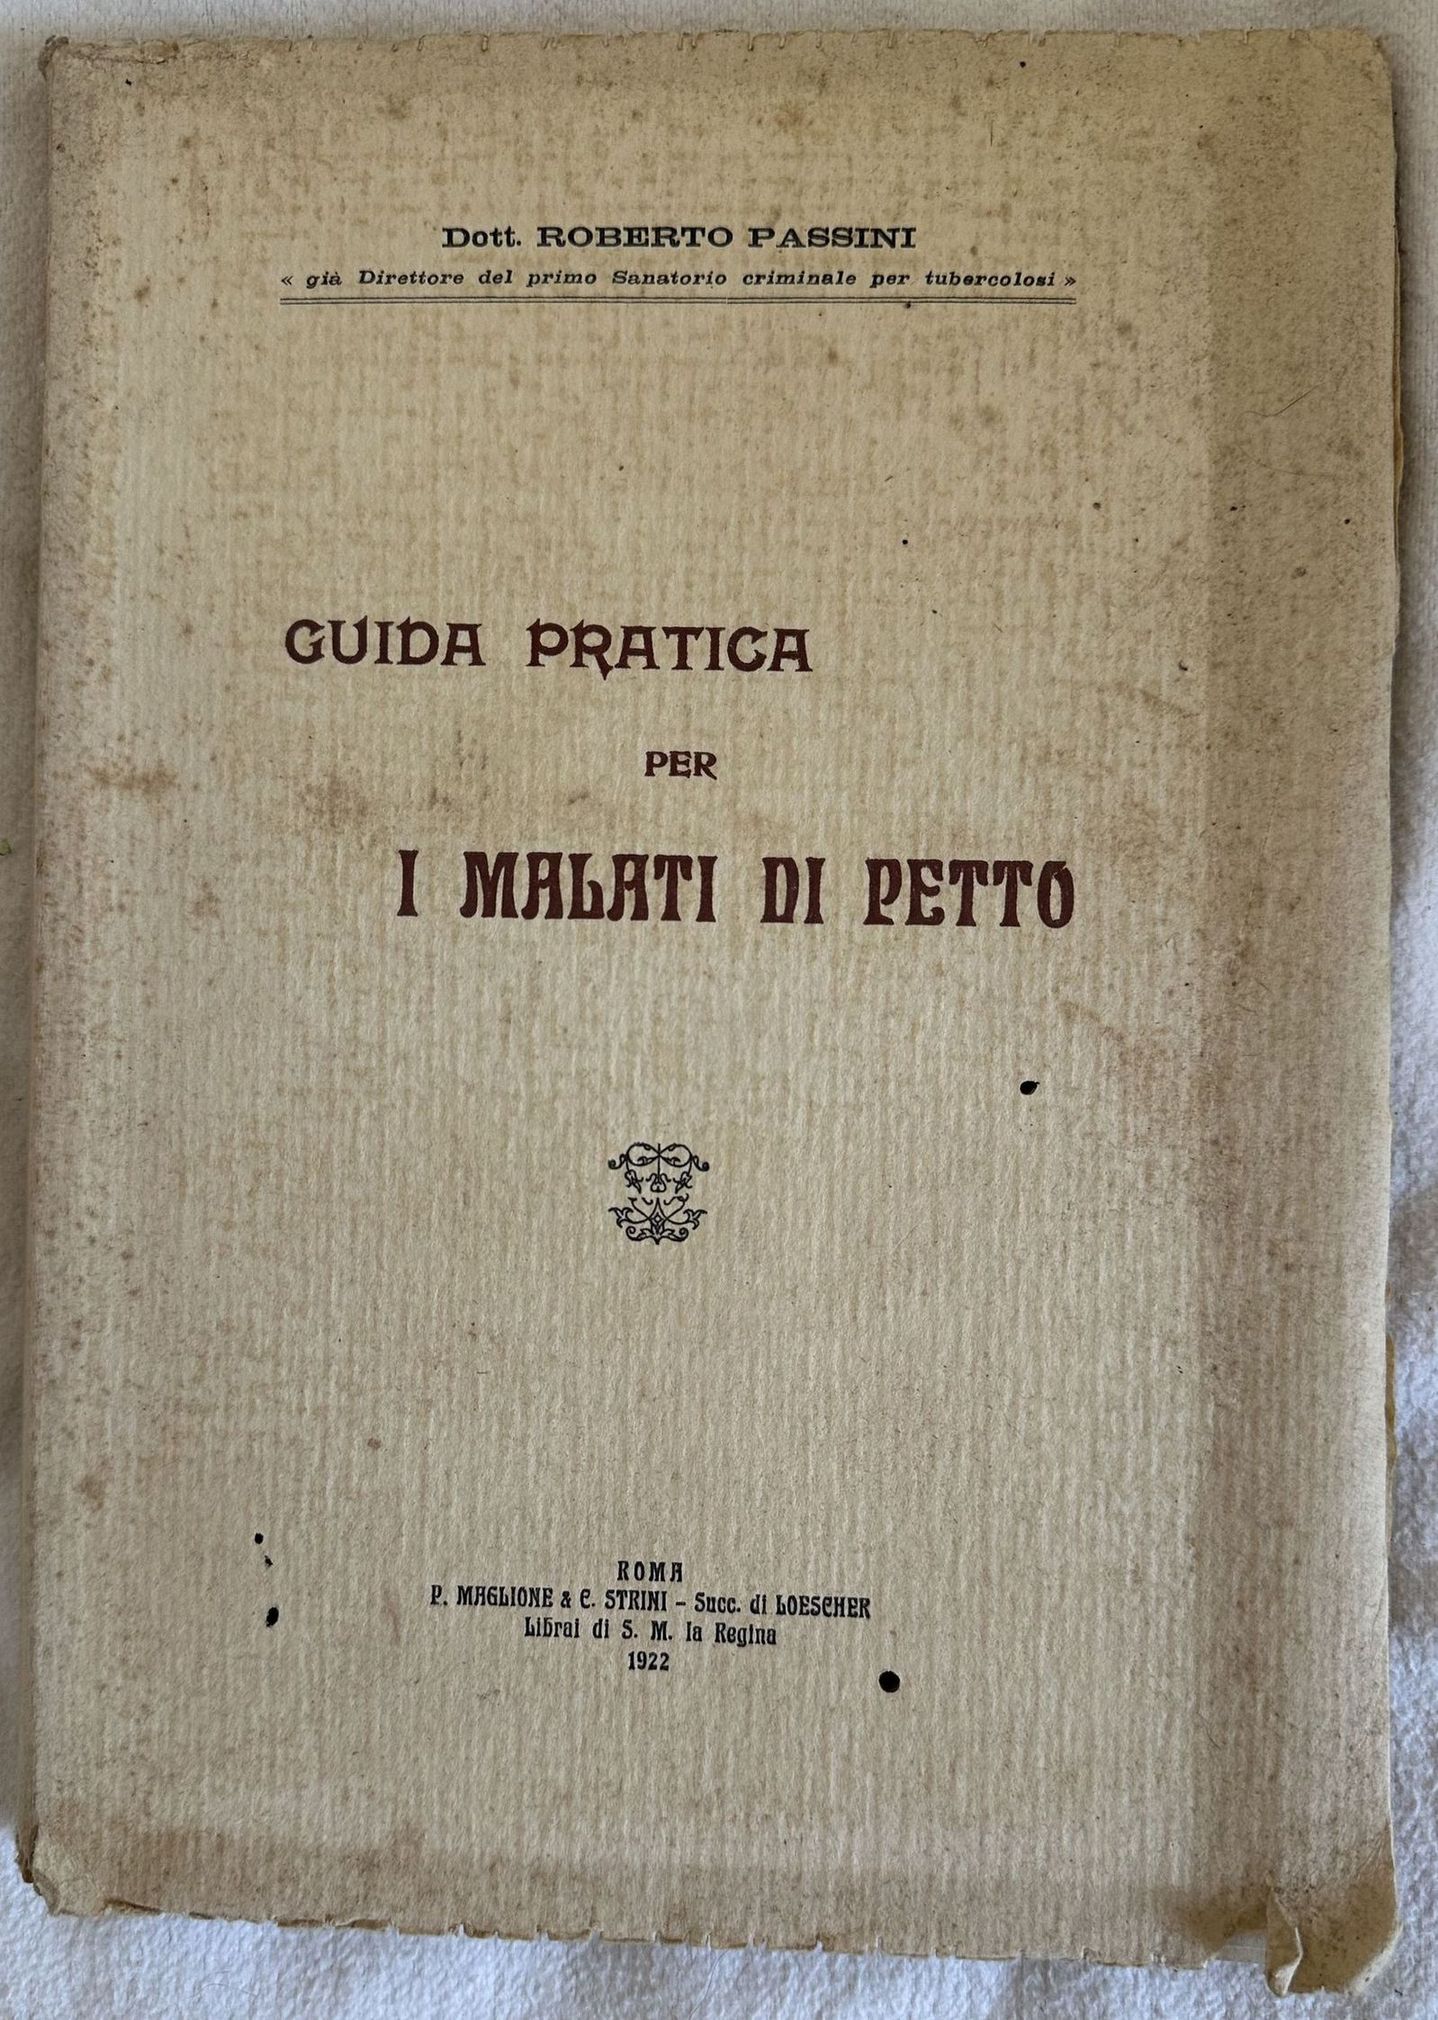 Dott. ROBERTO PASSINI
« già Direttore del primo Sanatorio criminale per tubercolosi »
GUIDA PRATICA
PER
I MALATI DI PETTO
ROMA
P. MAGLIONE & C. STRINI – Succ. di LOESCHER
Librai di S. M. la Regina
1922